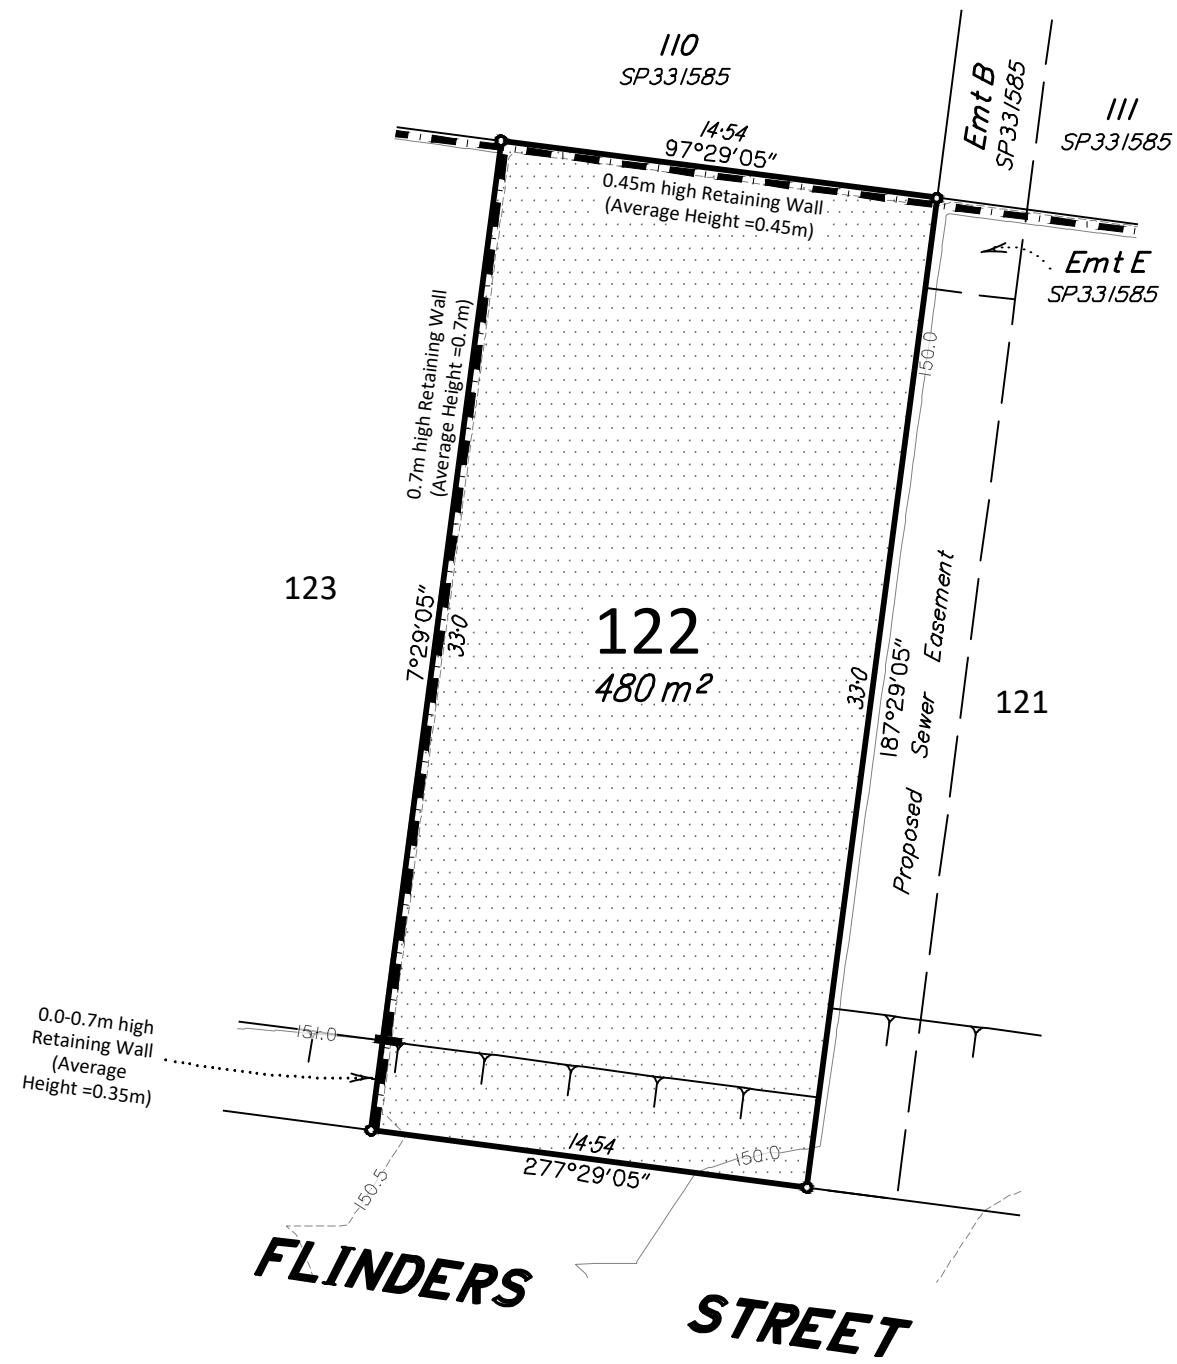 110
SP331585
Emt B
SP331585
111
SP331585
14·54
97°29'05"
0.45m high Retaining Wall
(Average Height =0.45m)
Emt E
SP331585
150.0
0.7m high Retaining Wall
(Average Height =0.7m)
123
7°29'05"
33·0
122
480 m²
33·0
187°29'05"
Proposed Sewer Easement
121
0.0-0.7m high
Retaining Wall
(Average
Height =0.35m)
151.0
14·54
277°29'05"
150.0
150.5
FLINDERS STREET